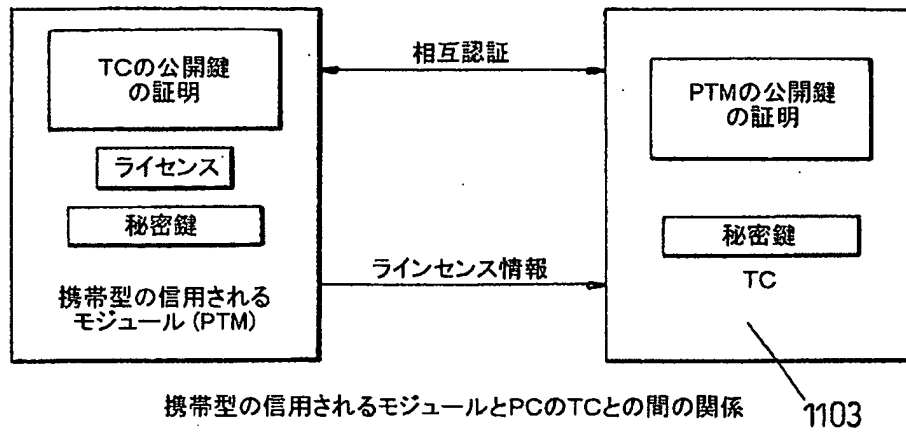 TCの公開鍵
の証明
ライセンス
秘密鍵
携帯型の信用される
モジュール (PTM)
相互認証
ラインセンス情報
PTMの公開鍵
の証明
秘密鍵
TC
携帯型の信用されるモジュールとPCのTCとの間の関係
1103